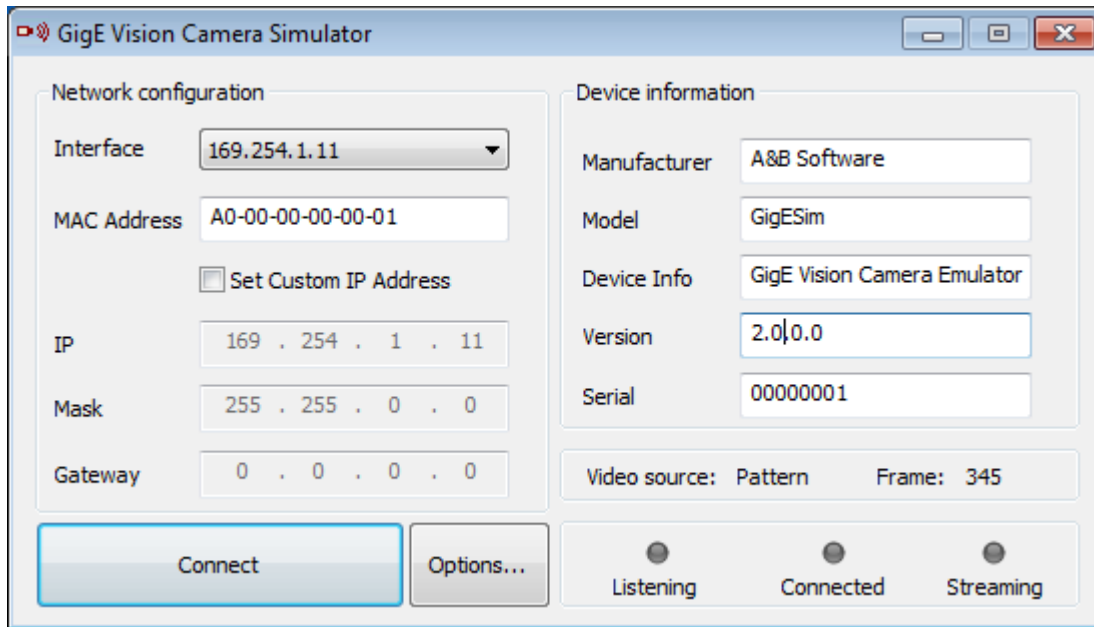 GigE Vision Camera Simulator
Network configuration
Interface 169.254.1.11
MAC Address A0-00-00-00-00-01
Set Custom IP Address
IP 169 . 254 . 1 . 11
Mask 255 . 255 . 0 . 0
Gateway 0 . 0 . 0 . 0
Connect Options...
Device information
Manufacturer A&B Software
Model GigESim
Device Info GigE Vision Camera Emulator
Version 2.0.0.0
Serial 00000001
Video source: Pattern Frame: 345
Listening Connected Streaming